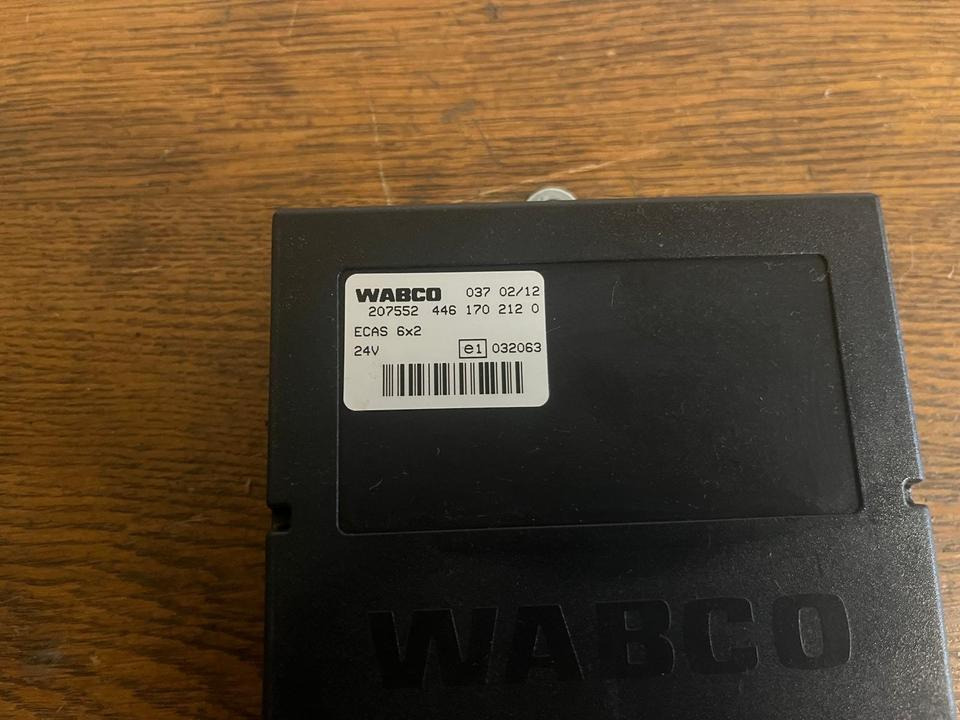 WABCO 037 02/12
207552 446 170 212 0
ECAS 6x2
24V e1 032063
WABCO